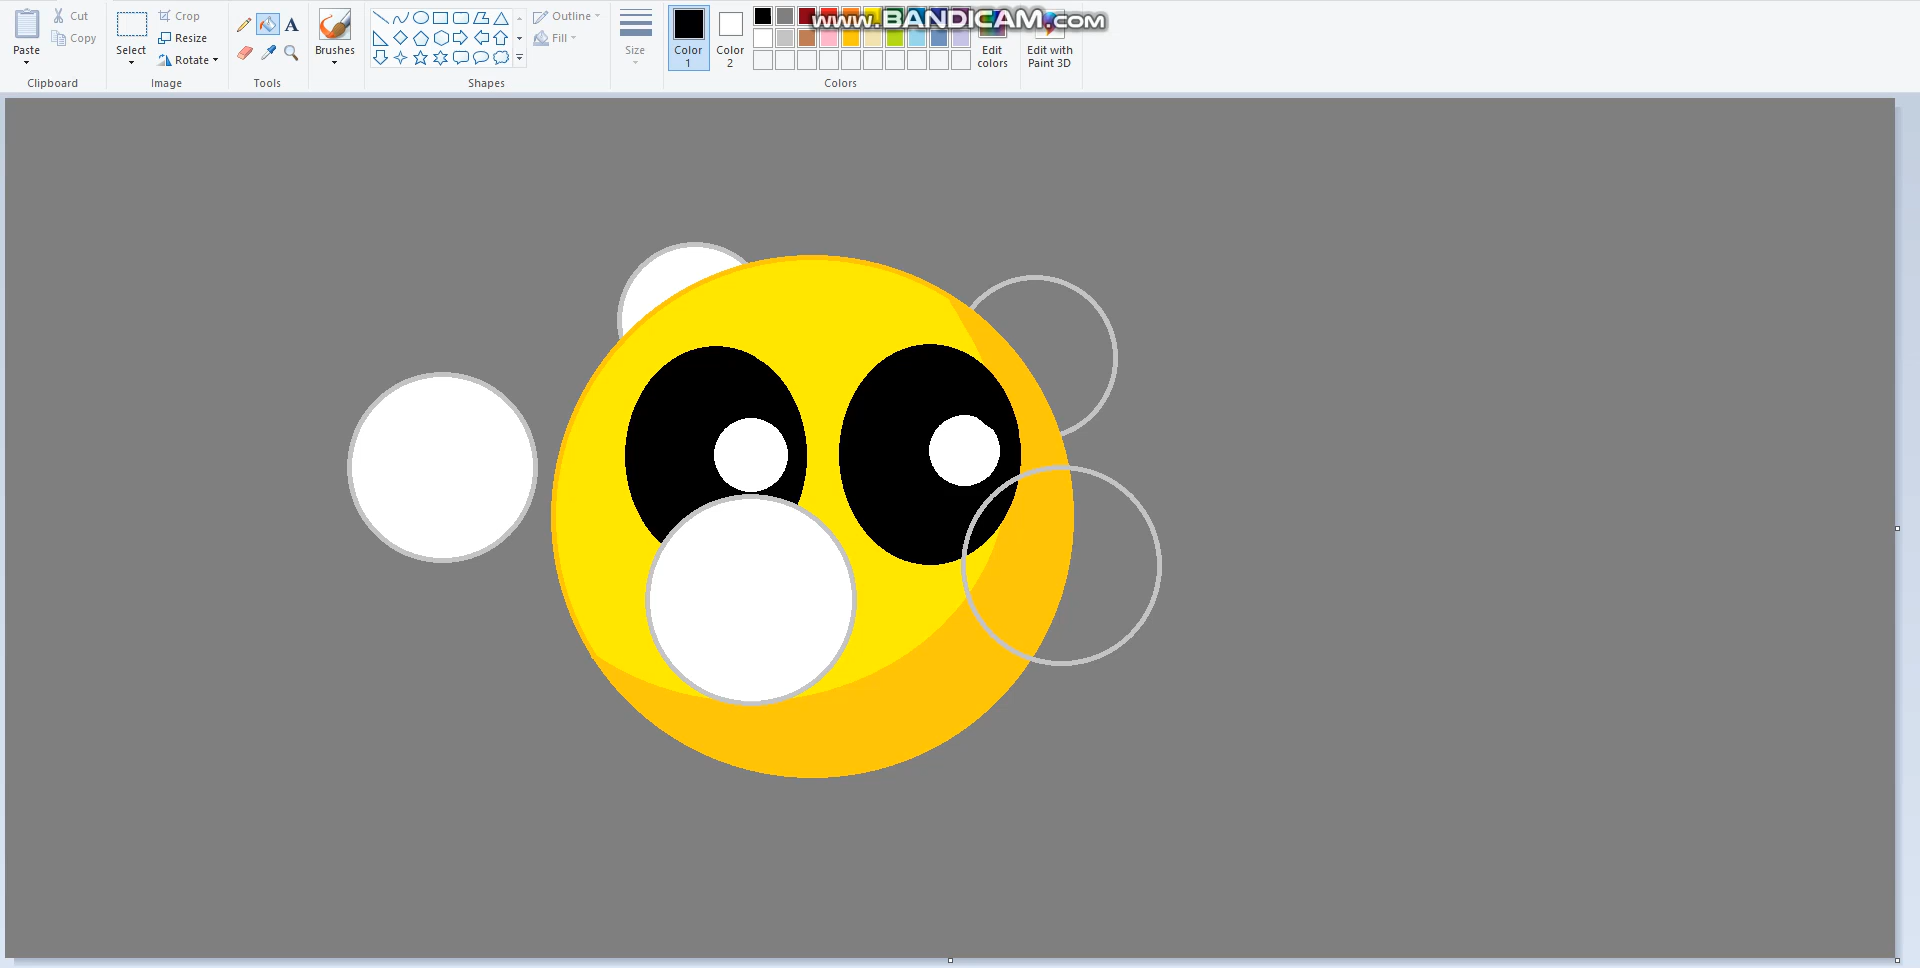 www.BANDICAM.com
Paste
Cut
Copy
Clipboard
Select
Crop
Resize
Rotate
Image
A
Tools
Brushes
Shapes
Outline
Fill
Size
Color 1
Color 2
Edit colors
Edit with Paint 3D
Colors